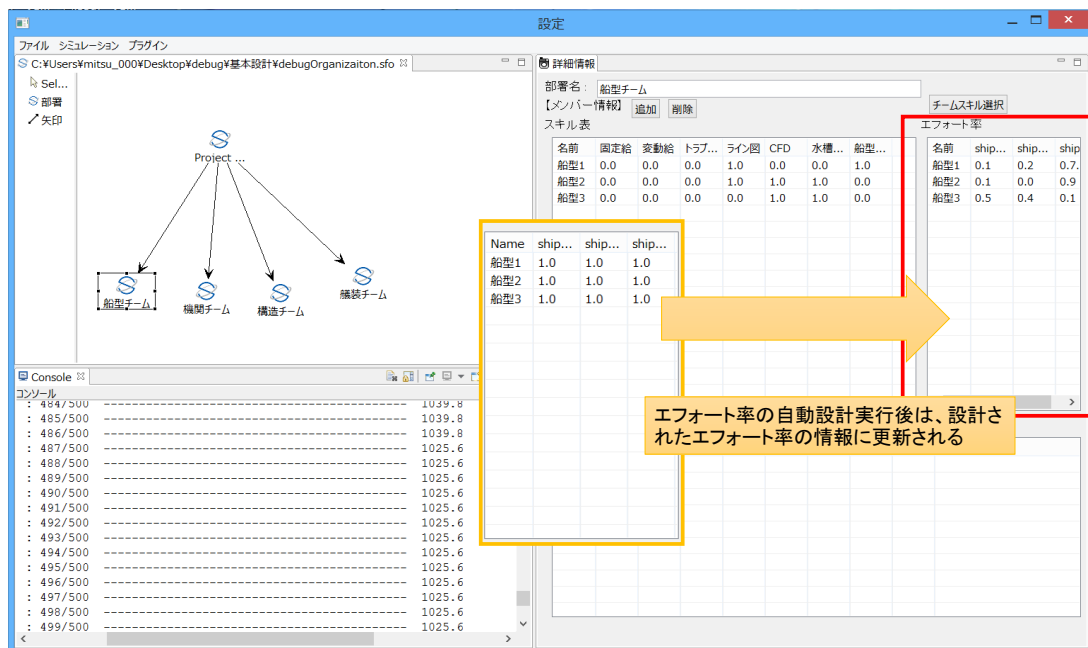 設定
ファイル シミュレーション プラグイン
C:¥Users¥mitsu_000¥Desktop¥debug¥基本設計¥debugOrganizaiton.sfo
Sel...
部署
矢印
Project ...
船型チーム
機関チーム
構造チーム
艤装チーム
詳細情報
部署名: 船型チーム
【メンバー情報】 追加 削除
チームスキル選択
スキル表
エフォート率
名前 固定給 変動給 トラブ... ライン図 CFD 水槽... 船型...
船型1 0.0 0.0 0.0 1.0 0.0 0.0 1.0
船型2 0.0 0.0 0.0 1.0 1.0 1.0 0.0
船型3 0.0 0.0 0.0 0.0 1.0 1.0 0.0
名前 ship... ship... ship
船型1 0.1 0.2 0.7.
船型2 0.1 0.0 0.9
船型3 0.5 0.4 0.1
Name ship... ship... ship...
船型1 1.0 1.0 1.0
船型2 1.0 1.0 1.0
船型3 1.0 1.0 1.0
エフォート率の自動設計実行後は、設計さ
れたエフォート率の情報に更新される
Console
コンソール
: 484/500 -------------------------------------- 1039.8
: 485/500 -------------------------------------- 1039.8
: 486/500 -------------------------------------- 1039.8
: 487/500 -------------------------------------- 1025.6
: 488/500 -------------------------------------- 1025.6
: 489/500 -------------------------------------- 1025.6
: 490/500 -------------------------------------- 1025.6
: 491/500 -------------------------------------- 1025.6
: 492/500 -------------------------------------- 1025.6
: 493/500 -------------------------------------- 1025.6
: 494/500 -------------------------------------- 1025.6
: 495/500 -------------------------------------- 1025.6
: 496/500 -------------------------------------- 1025.6
: 497/500 -------------------------------------- 1025.6
: 498/500 -------------------------------------- 1025.6
: 499/500 -------------------------------------- 1025.6